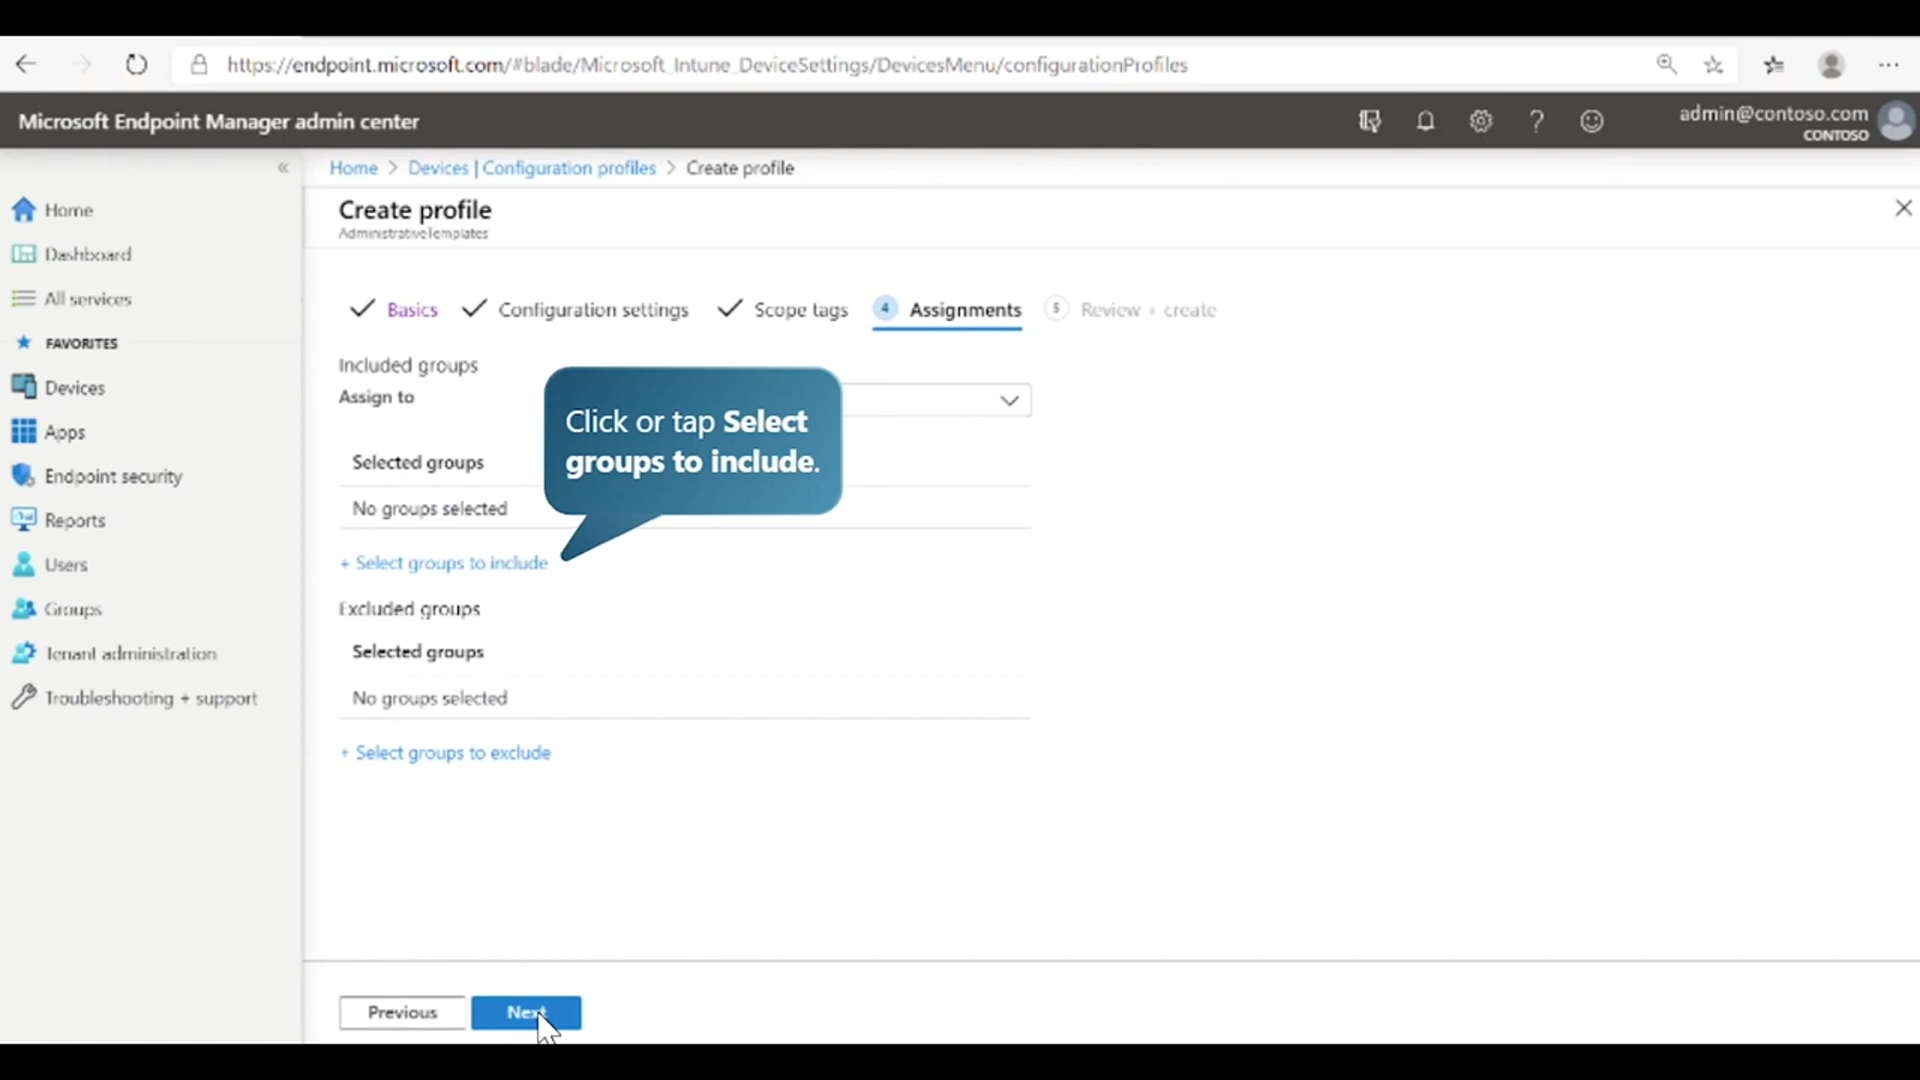 https://endpoint.microsoft.com/#blade/Microsoft_Intune_DeviceSettings/DevicesMenu/configurationProfiles
Microsoft Endpoint Manager admin center
admin@contoso.com
CONTOSO
Home > Devices | Configuration profiles > Create profile
Create profile
AdministrativeTemplates
Home
Dashboard
All services
FAVORITES
Devices
Apps
Endpoint security
Reports
Users
Groups
Tenant administration
Troubleshooting + support
Basics Configuration settings Scope tags 4 Assignments 5 Review + create
Included groups
Assign to
Click or tap Select
groups to include.
Selected groups
No groups selected
+ Select groups to include
Excluded groups
Selected groups
No groups selected
+ Select groups to exclude
Previous Next